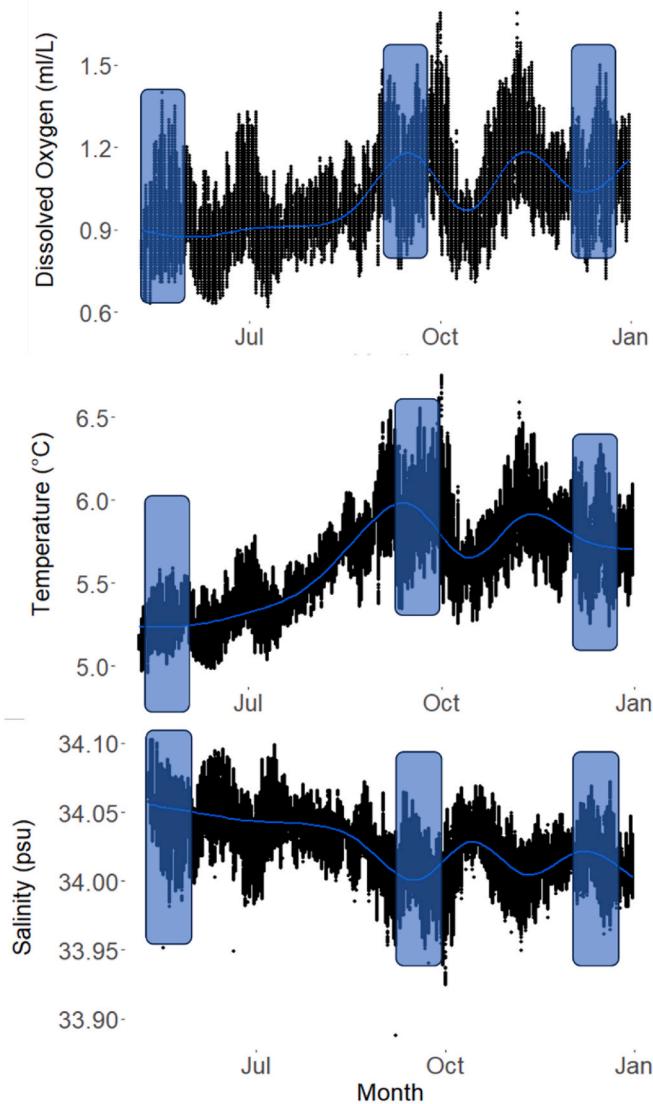 Dissolved Oxygen (ml/L)
1.5
1.2
0.9
0.6
Jul Oct Jan
Temperature (°C)
6.5
6.0
5.5
5.0
Jul Oct Jan
Salinity (psu)
34.10
34.05
34.00
33.95
33.90
Jul Oct Jan
Month